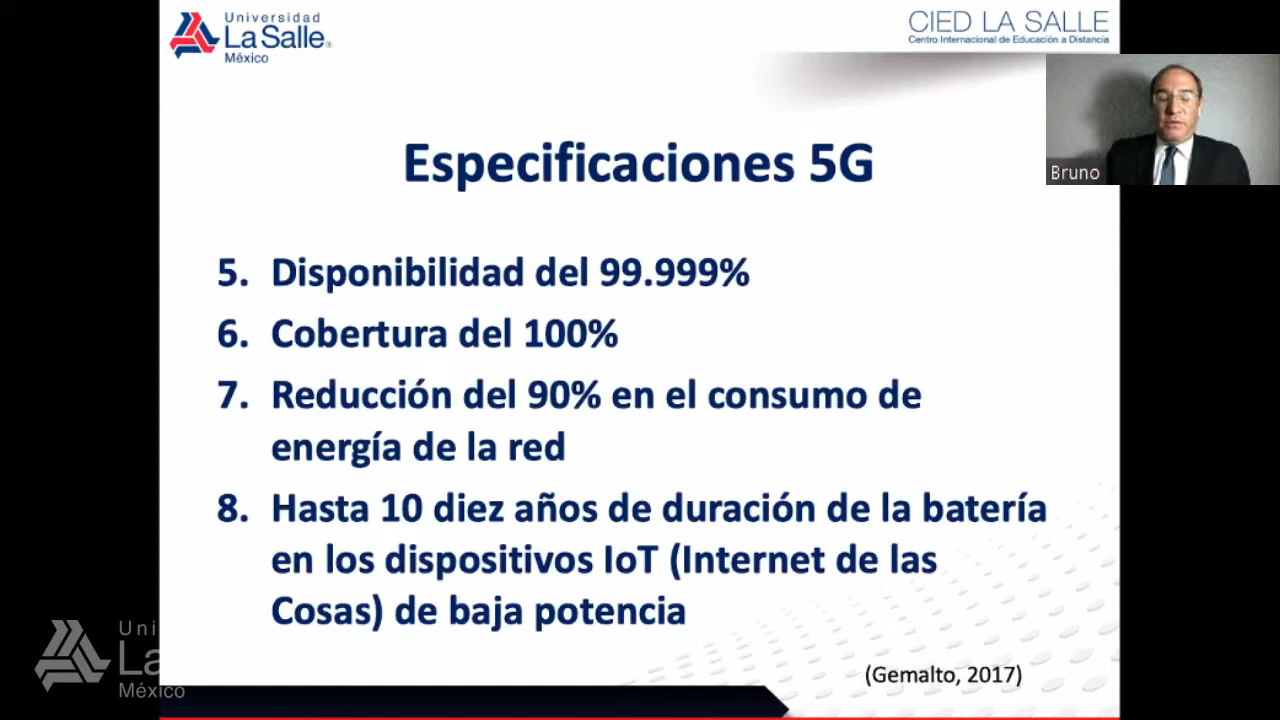 Universidad
La Salle®
México
CIED LA SALLE
Centro Internacional de Educación a Distancia
Bruno
Especificaciones 5G
5. Disponibilidad del 99.999%
6. Cobertura del 100%
7. Reducción del 90% en el consumo de
energía de la red
8. Hasta 10 diez años de duración de la batería
en los dispositivos IoT (Internet de las
Cosas) de baja potencia
(Gemalto, 2017)
Uni
La
México